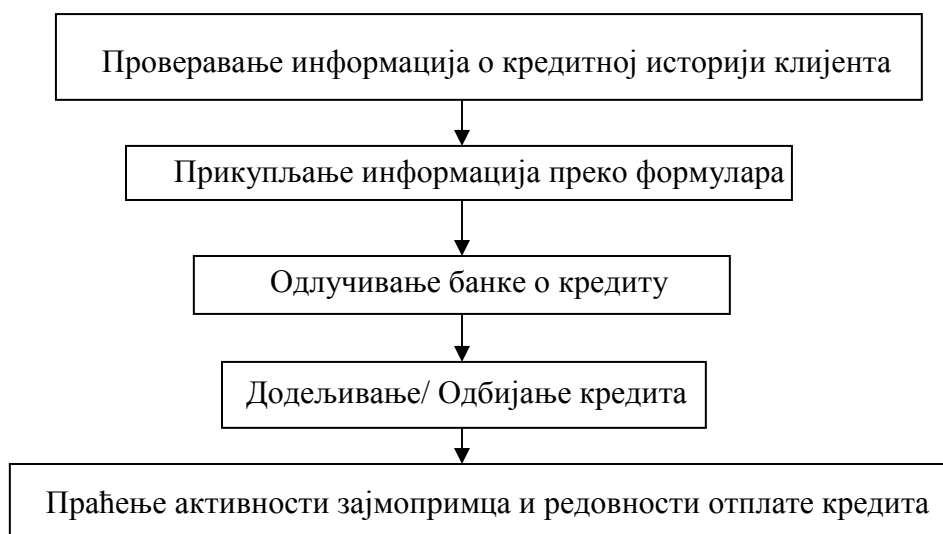 Проверавање информација о кредитној историји клијента
Прикупљање информација преко формулара
Одлучивање банке о кредиту
Додељивање/ Одбијање кредита
Праћење активности зајмопримца и редовности отплате кредита